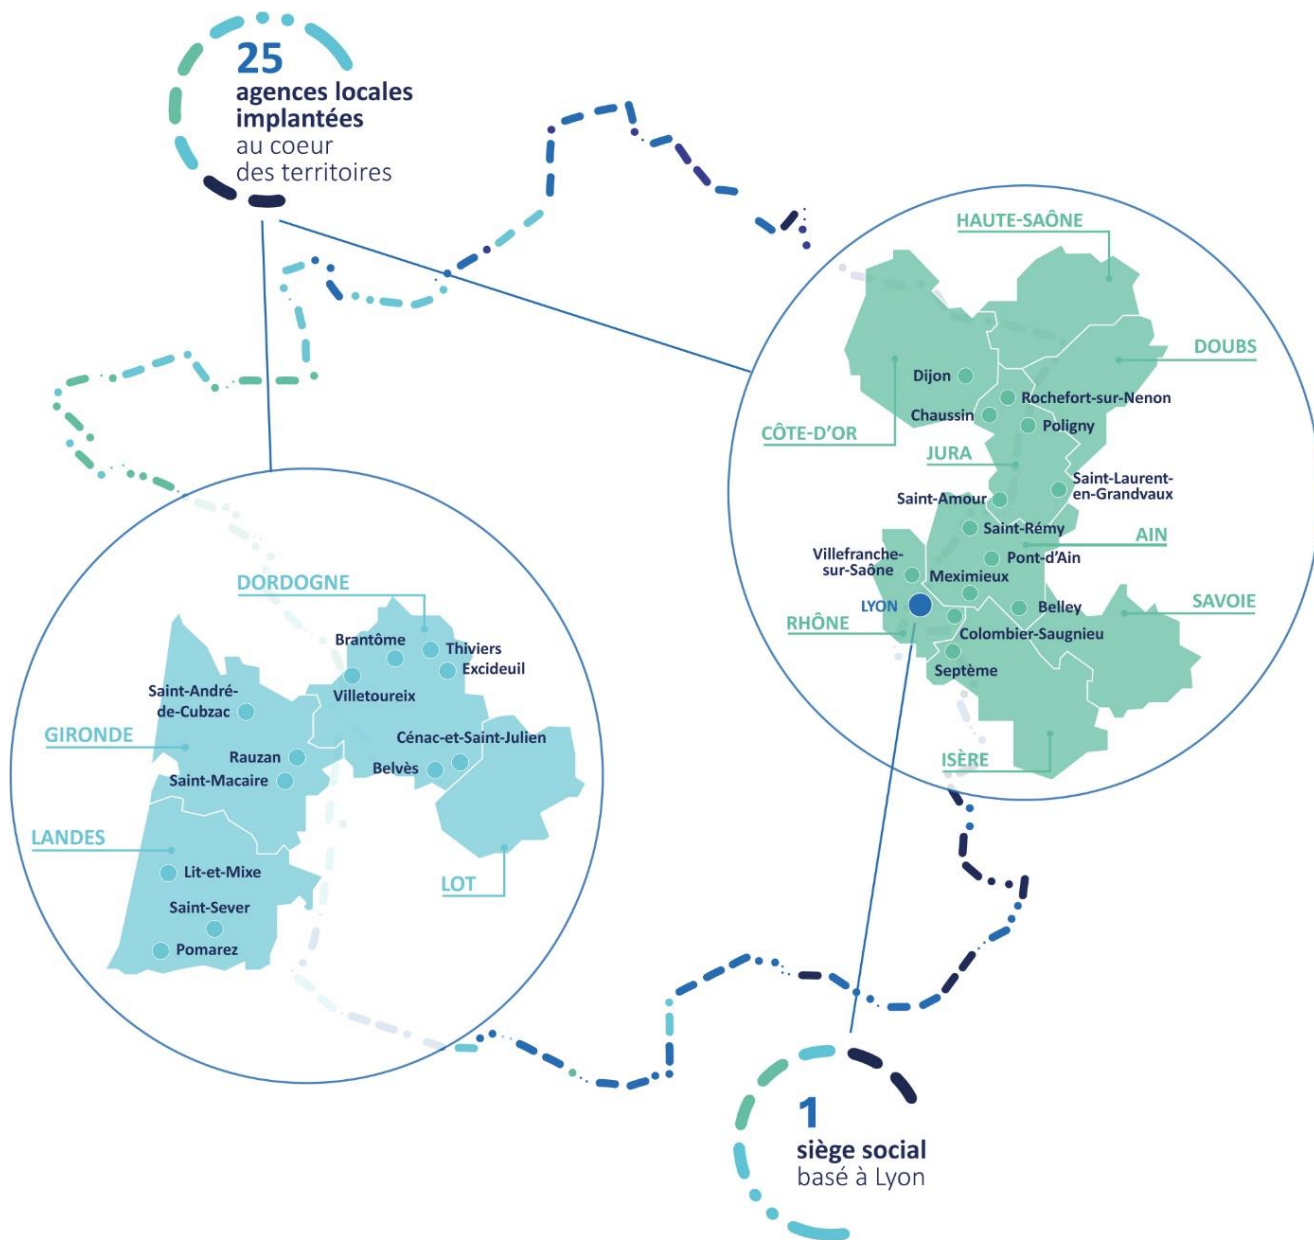 25
agences locales
implantées
au coeur
des territoires
HAUTE-SAÔNE
DOUBS
Dijon
Rochefort-sur-Nenon
Chaussin
Poligny
CÔTE-D'OR
JURA
Saint-Laurent-
en-Grandvaux
Saint-Amour
Saint-Rémy
AIN
Villefranche-
sur-Saône
Pont-d'Ain
Meximieux
LYON
Belley
SAVOIE
RHÔNE
Colombier-Saugnieu
Septème
ISÈRE
DORDOGNE
Brantôme
Thiviers
Excideuil
Villetoureix
Saint-André-
de-Cubzac
GIRONDE
Cénac-et-Saint-Julien
Rauzan
Belvès
Saint-Macaire
LANDES
Lit-et-Mixe
LOT
Saint-Sever
Pomarez
1
siège social
basé à Lyon